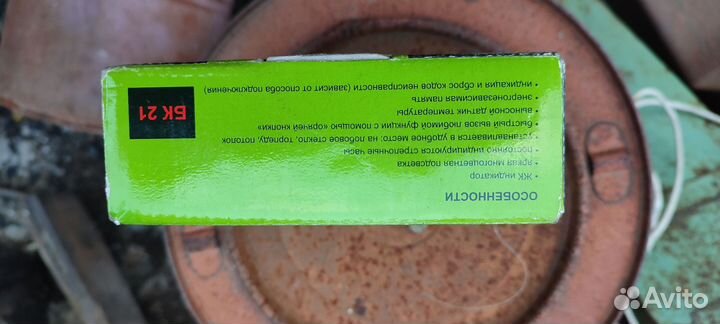 ОСОБЕННОСТИ
• ЖК индикатор
• яркая многоцветная подсветка
• постоянно индицируются стрелочные часы
• устанавливается в удобное место: на лобовое стекло, торпеду, потолок
• быстрый вызов любимой функции с помощью «горячей кнопки»
• выносной датчик температуры
• энергонезависимая память
• индикация и сброс кодов неисправности (зависит от способа подключения)
БК 21
Avito